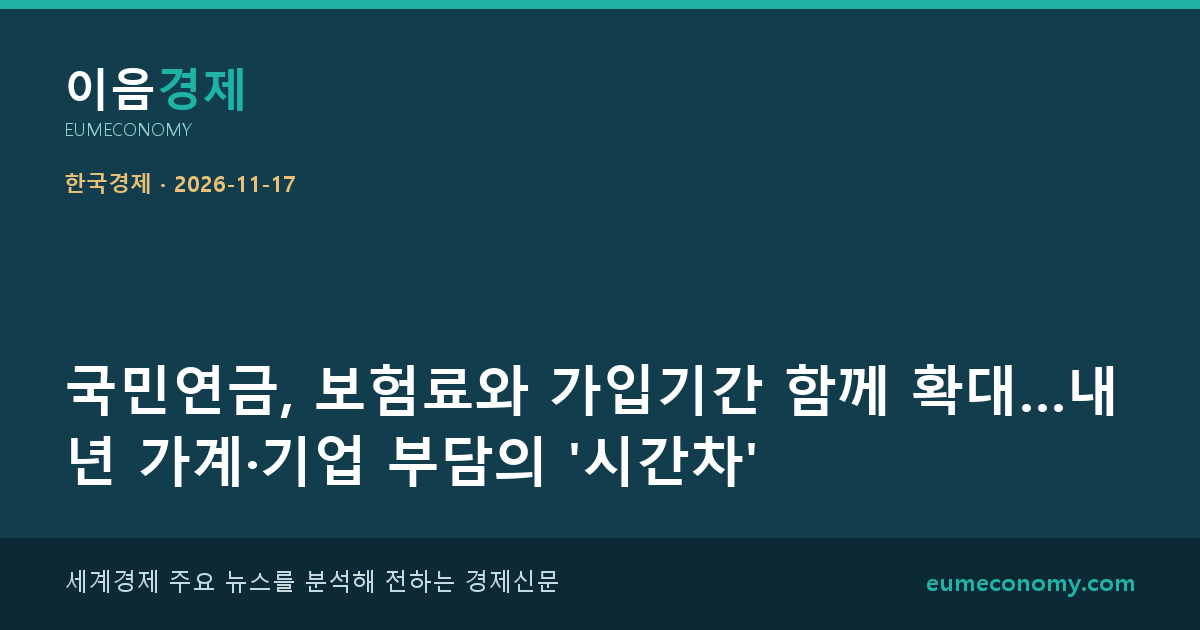 이음경제
EUMECONOMY
한국경제 · 2026-11-17
국민연금, 보험료와 가입기간 함께 확대…내
년 가계·기업 부담의 '시간차'
세계경제 주요 뉴스를 분석해 전하는 경제신문
eumeconomy.com